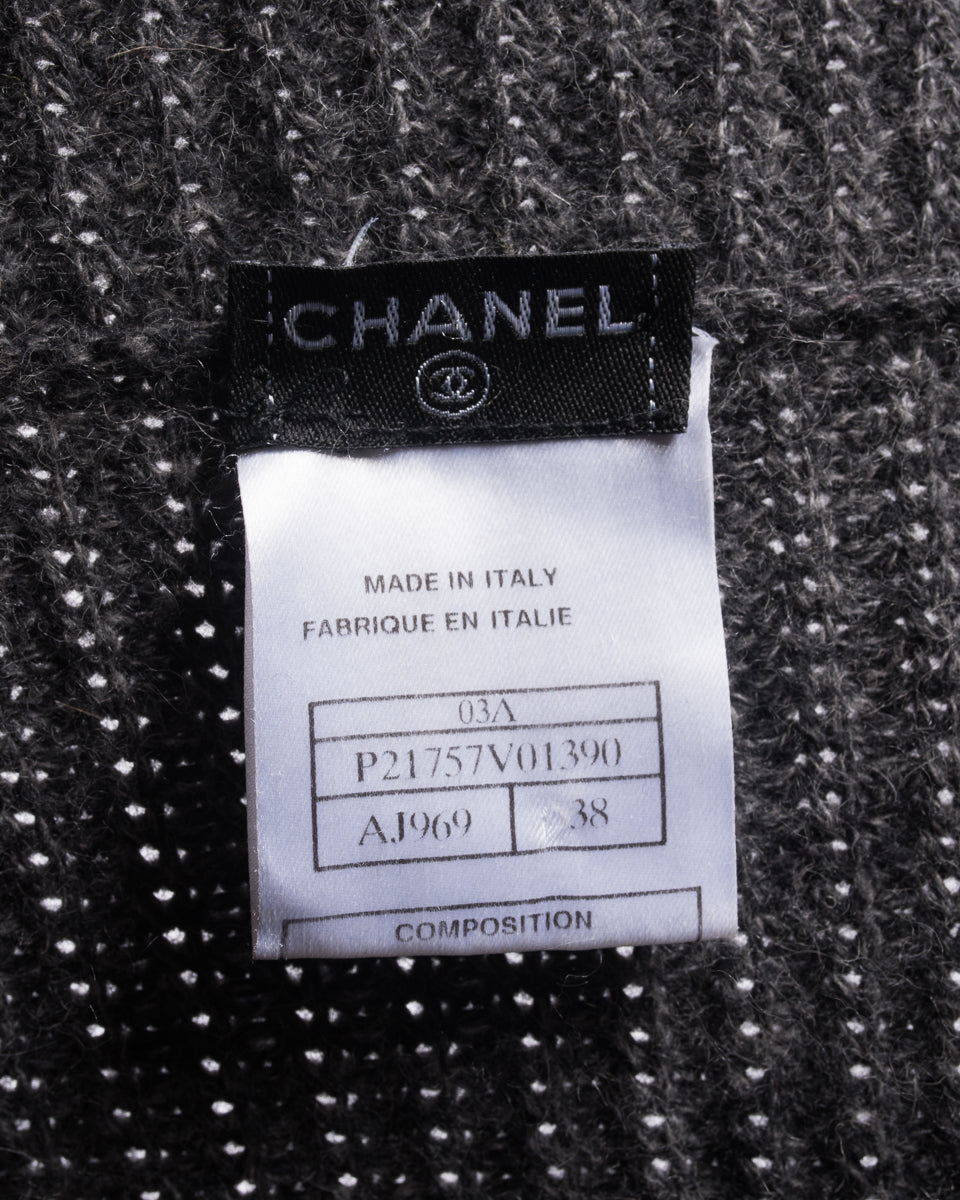 CHANEL
MADE IN ITALY
FABRIQUE EN ITALIE
03A
P21757V01390
AJ969 38
COMPOSITION